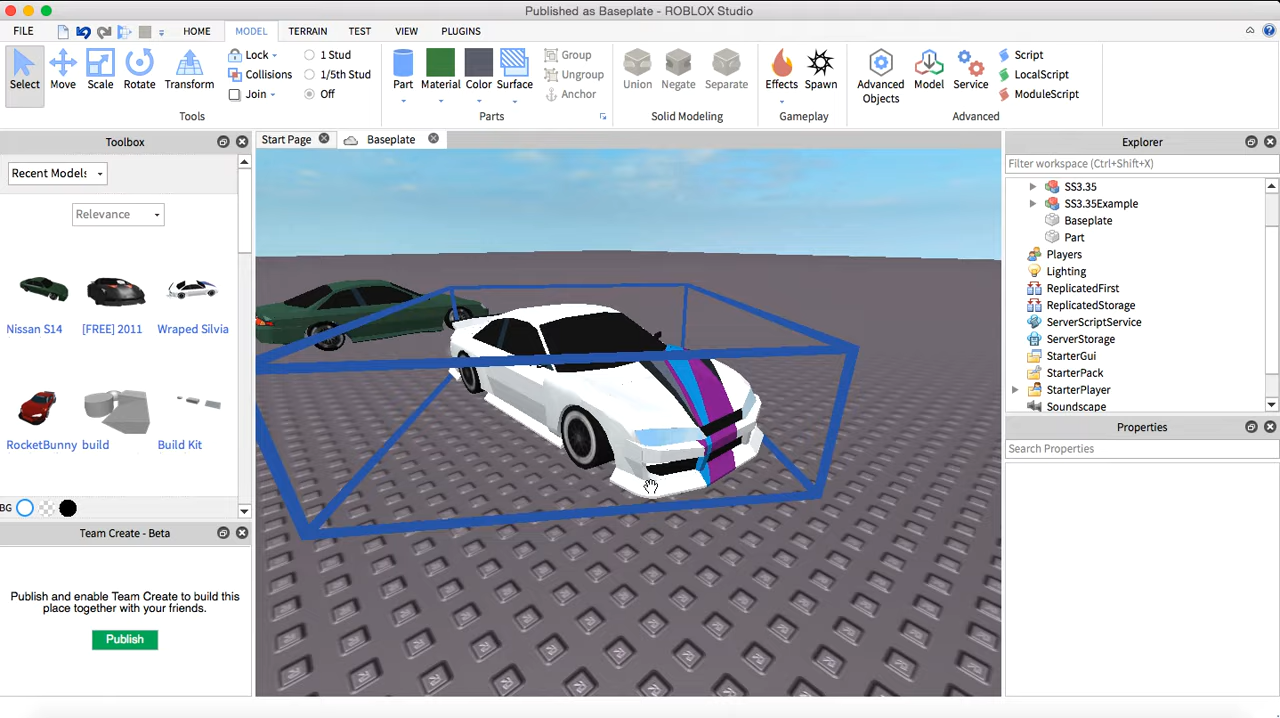 Published as Baseplate - ROBLOX Studio
FILE HOME MODEL TERRAIN TEST VIEW PLUGINS
Select Move Scale Rotate Transform
Lock
Collisions
Join
Tools
1 Stud
1/5th Stud
Off
Part Material Color Surface
Group
Ungroup
Anchor
Parts
Union Negate Separate
Solid Modeling
Effects Spawn
Gameplay
Advanced Objects Model Service
Script
LocalScript
ModuleScript
Advanced
Toolbox
Recent Models
Relevance
Nissan S14 [FREE] 2011 Wraped Silvia
RocketBunny build Build Kit
BG
Team Create - Beta
Publish and enable Team Create to build this
place together with your friends.
Publish
Start Page Baseplate
Explorer
Filter workspace (Ctrl+Shift+X)
SS3.35
SS3.35Example
Baseplate
Part
Players
Lighting
ReplicatedFirst
ReplicatedStorage
ServerScriptService
ServerStorage
StarterGui
StarterPack
StarterPlayer
Soundscape
Properties
Search Properties